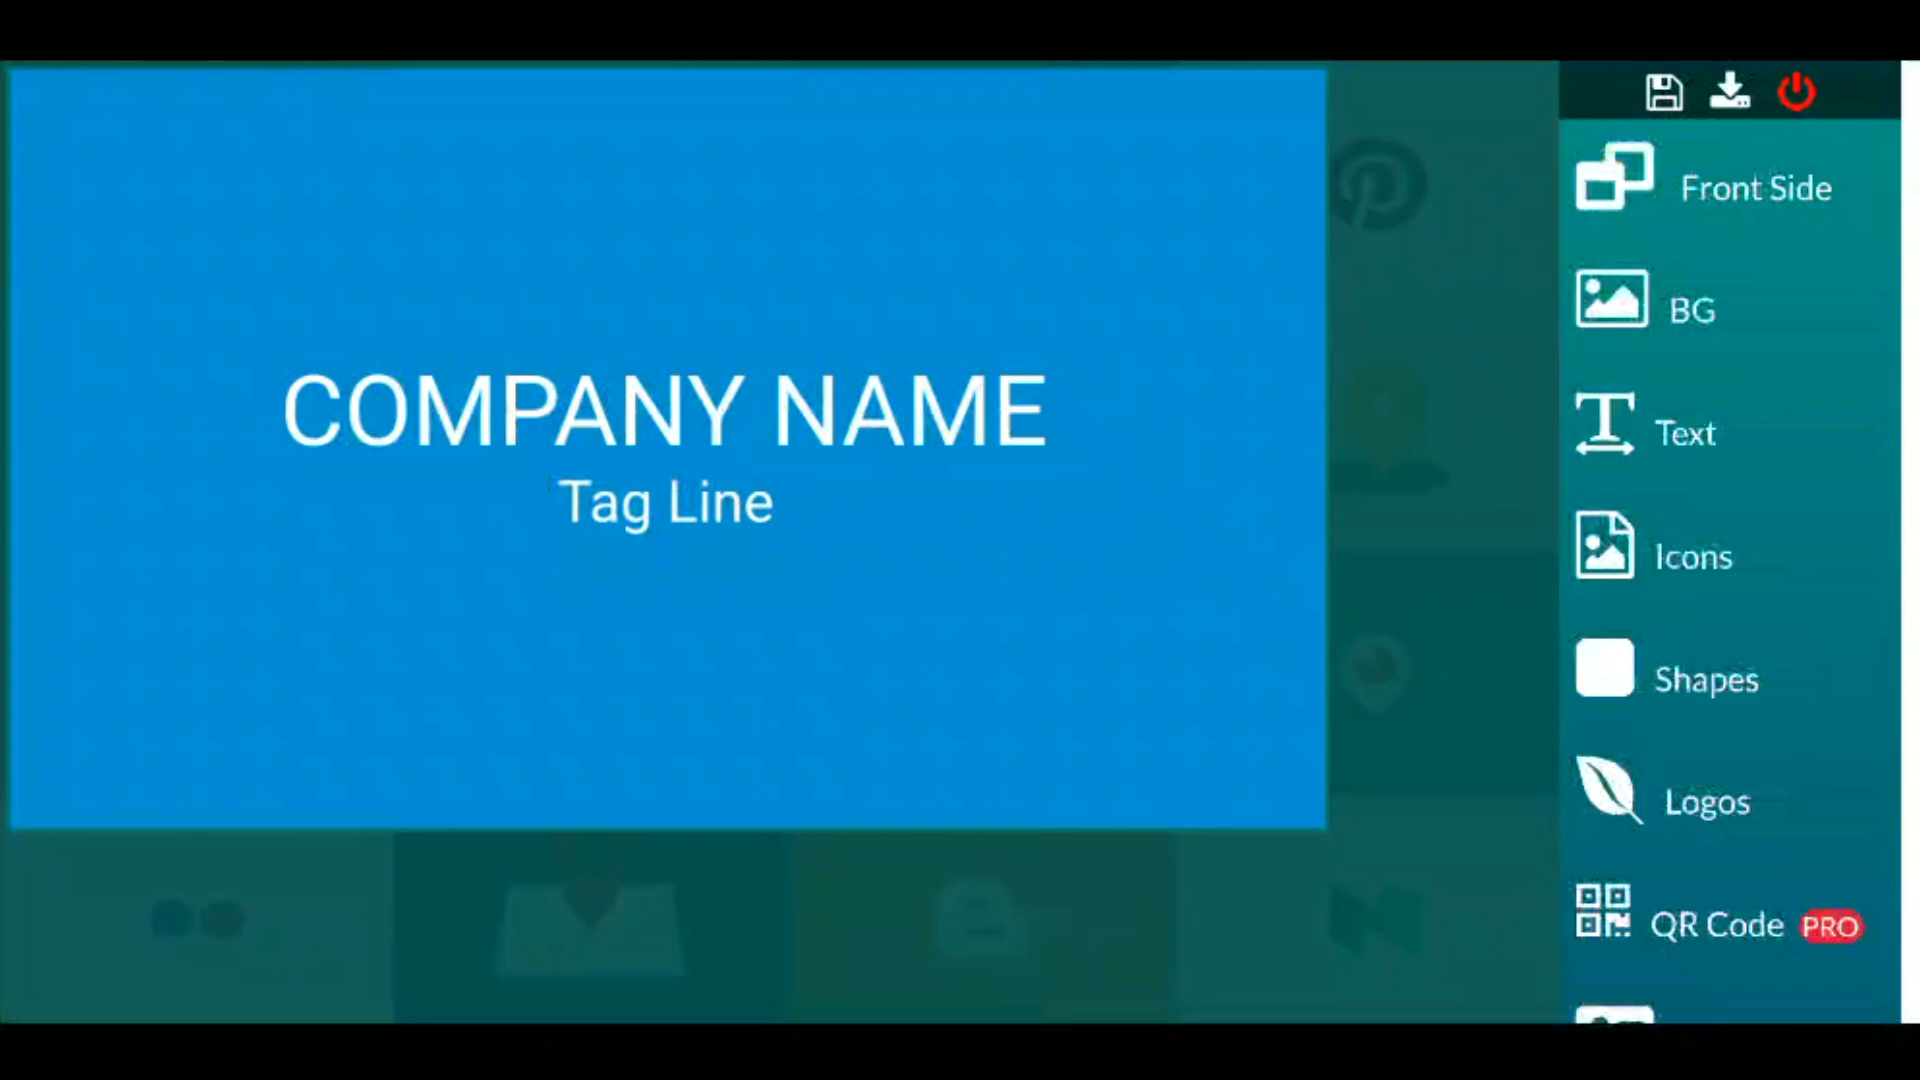 COMPANY NAME
Tag Line
Front Side
BG
Text
Icons
Shapes
Logos
QR Code PRO